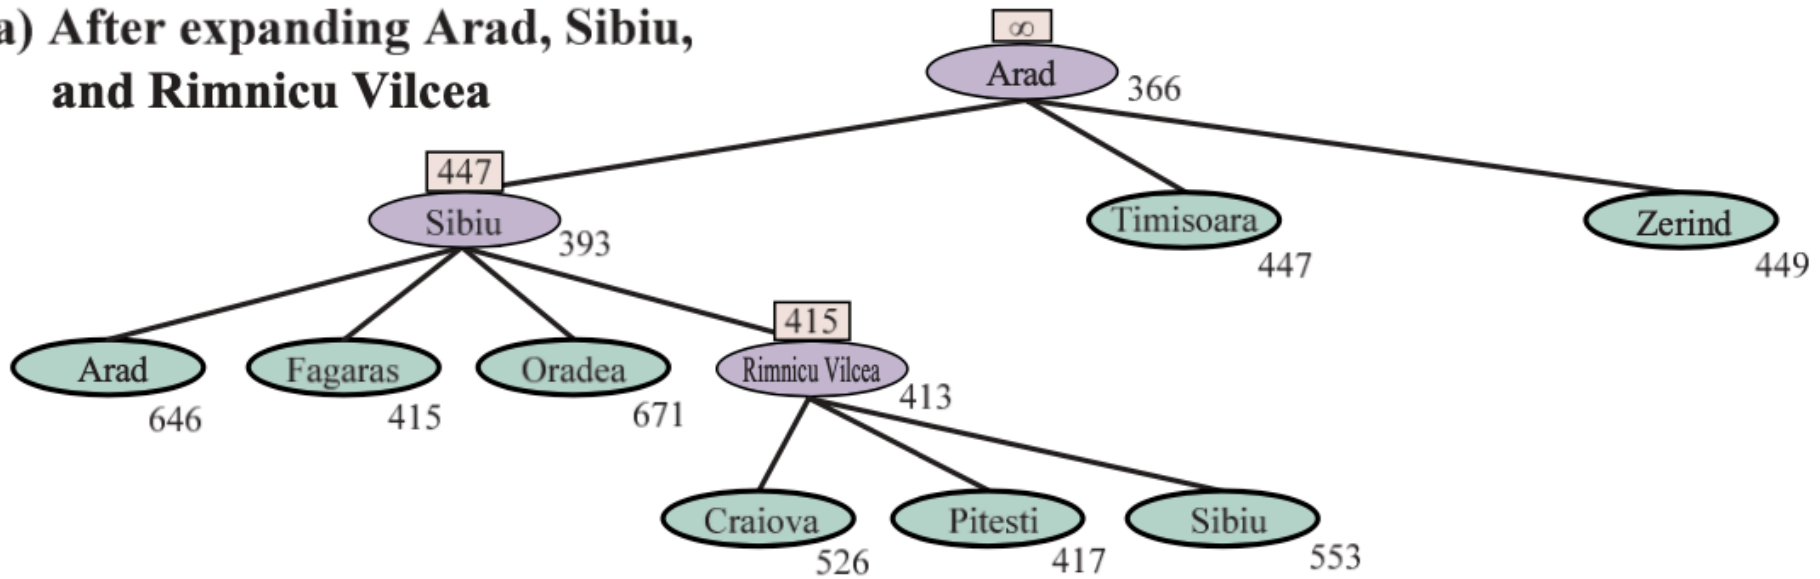 a) After expanding Arad, Sibiu,
and Rimnicu Vilcea
∞
Arad
366
447
Sibiu
393
Timisoara
447
Zerind
449
Arad
646
Fagaras
415
Oradea
671
415
Rimnicu Vilcea
413
Craiova
526
Pitesti
417
Sibiu
553